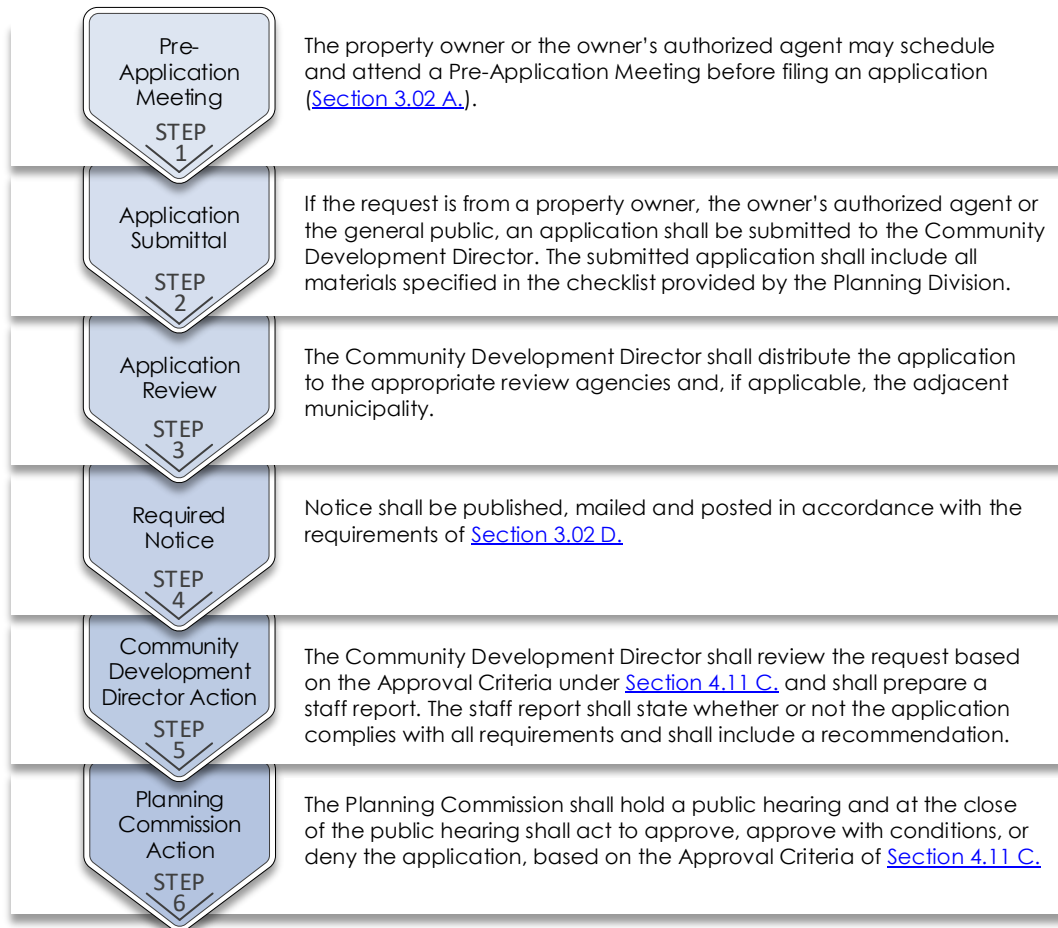 Pre-
Application
Meeting
STEP
1
The property owner or the owner’s authorized agent may schedule
and attend a Pre-Application Meeting before filing an application
(Section 3.02 A.).
Application
Submittal
STEP
2
If the request is from a property owner, the owner’s authorized agent or
the general public, an application shall be submitted to the Community
Development Director. The submitted application shall include all
materials specified in the checklist provided by the Planning Division.
Application
Review
STEP
3
The Community Development Director shall distribute the application
to the appropriate review agencies and, if applicable, the adjacent
municipality.
Required
Notice
STEP
4
Notice shall be published, mailed and posted in accordance with the
requirements of Section 3.02 D.
Community
Development
Director Action
STEP
5
The Community Development Director shall review the request based
on the Approval Criteria under Section 4.11 C. and shall prepare a
staff report. The staff report shall state whether or not the application
complies with all requirements and shall include a recommendation.
Planning
Commission
Action
STEP
6
The Planning Commission shall hold a public hearing and at the close
of the public hearing shall act to approve, approve with conditions, or
deny the application, based on the Approval Criteria of Section 4.11 C.